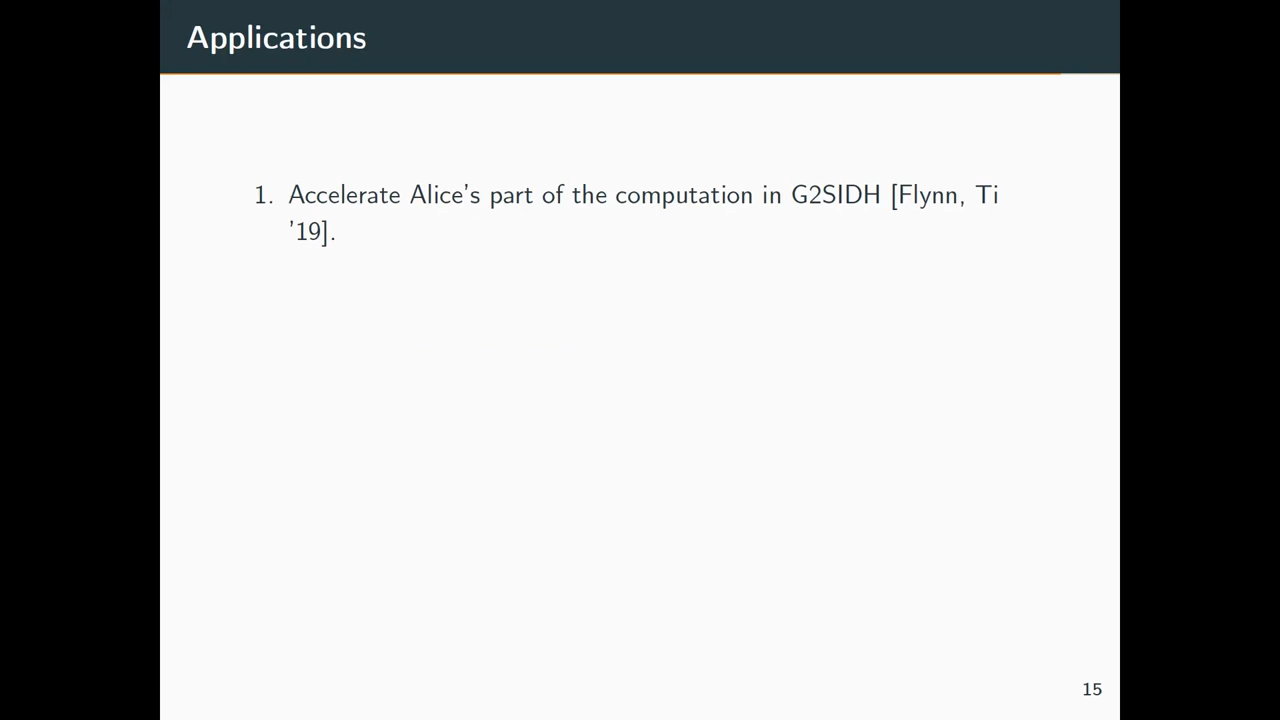 Applications
1. Accelerate Alice's part of the computation in G2SIDH [Flynn, Ti
'19].
15